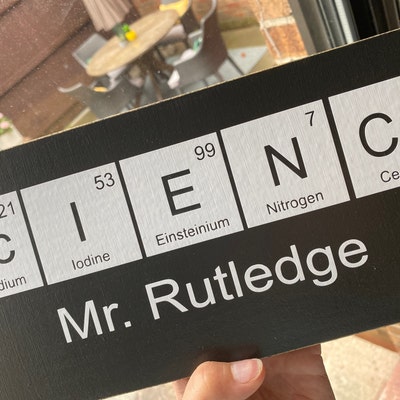 21 53 99 7
C I E N C
dium Iodine Einsteinium Nitrogen Ce
Mr. Rutledge